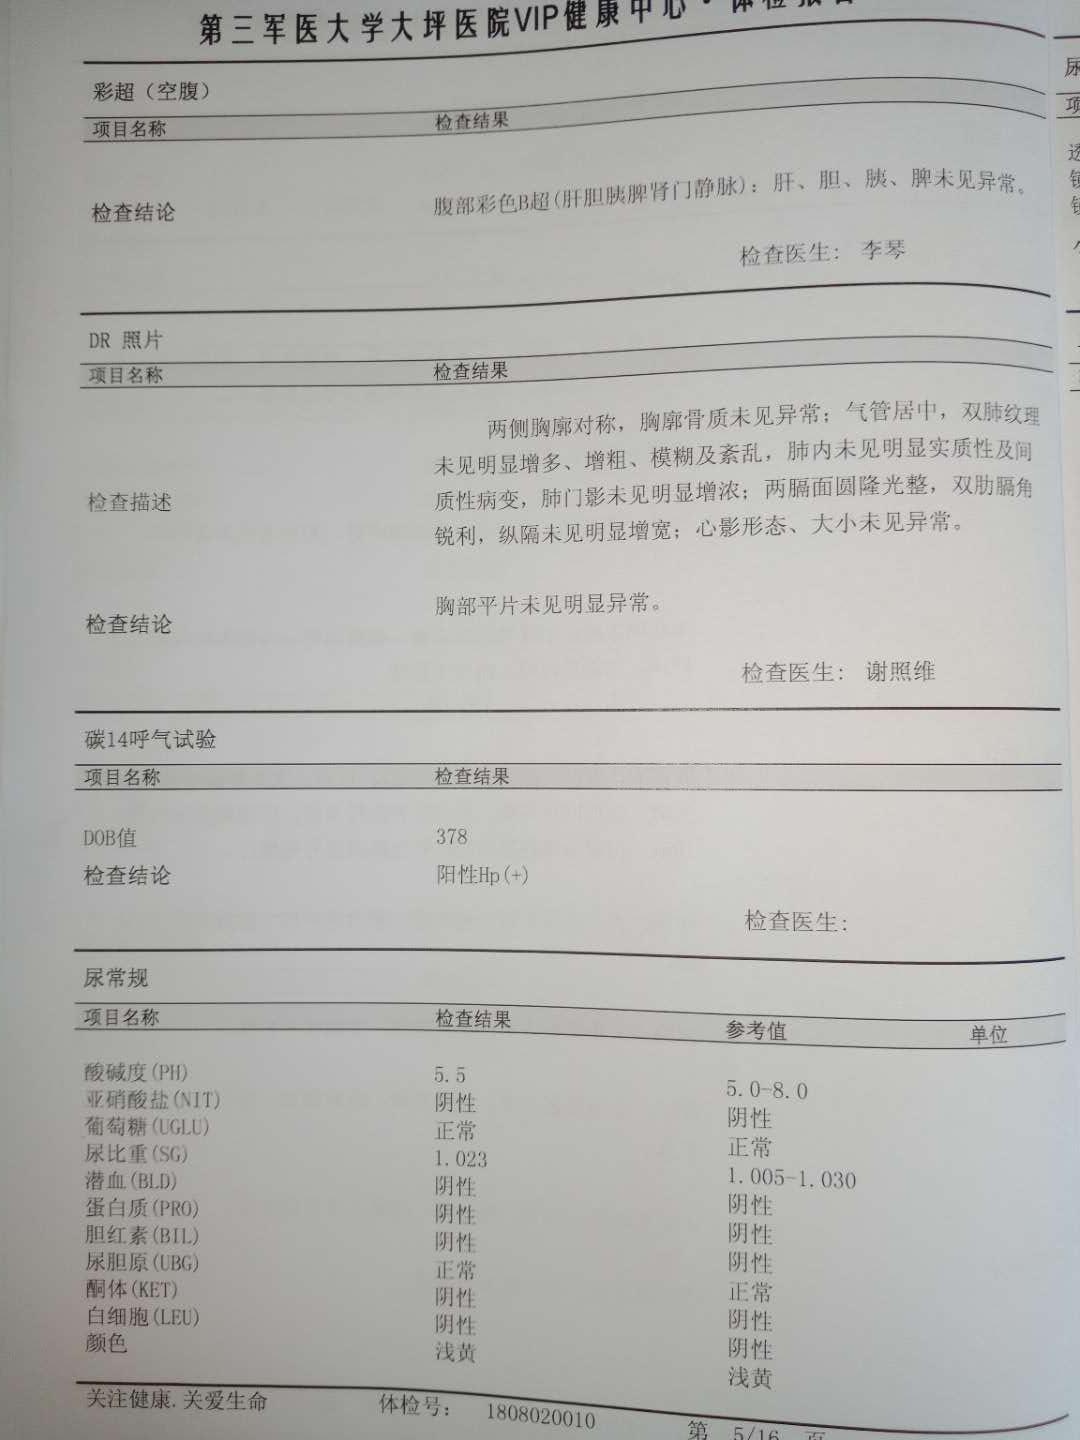 第三军医大学大坪医院VIP健康中心·体检报告
彩超（空腹）
项目名称 检查结果
检查结论 腹部彩色B超(肝胆胰脾肾门静脉)：肝、胆、胰、脾未见异常。
检查医生： 李琴
DR 照片
项目名称 检查结果
两侧胸廓对称，胸廓骨质未见异常；气管居中，双肺纹理
未见明显增多、增粗、模糊及紊乱，肺内未见明显实质性及间
检查描述 质性病变，肺门影未见明显增浓；两膈面圆隆光整，双肋膈角
锐利，纵隔未见明显增宽；心影形态、大小未见异常。
检查结论 胸部平片未见明显异常。
检查医生： 谢照维
碳14呼气试验
项目名称 检查结果
DOB值 378
检查结论 阳性Hp(+)
检查医生：
尿常规
项目名称 检查结果 参考值 单位
酸碱度(PH) 5.5 5.0-8.0
亚硝酸盐(NIT) 阴性 阴性
葡萄糖(UGLU) 正常 正常
尿比重(SG) 1.023 1.005-1.030
潜血(BLD) 阴性 阴性
蛋白质(PRO) 阴性 阴性
胆红素(BIL) 阴性 阴性
尿胆原(UBG) 正常 正常
酮体(KET) 阴性 阴性
白细胞(LEU) 阴性 阴性
颜色 浅黄 浅黄
关注健康.关爱生命 体检号： 1808020010 第 5/16 页